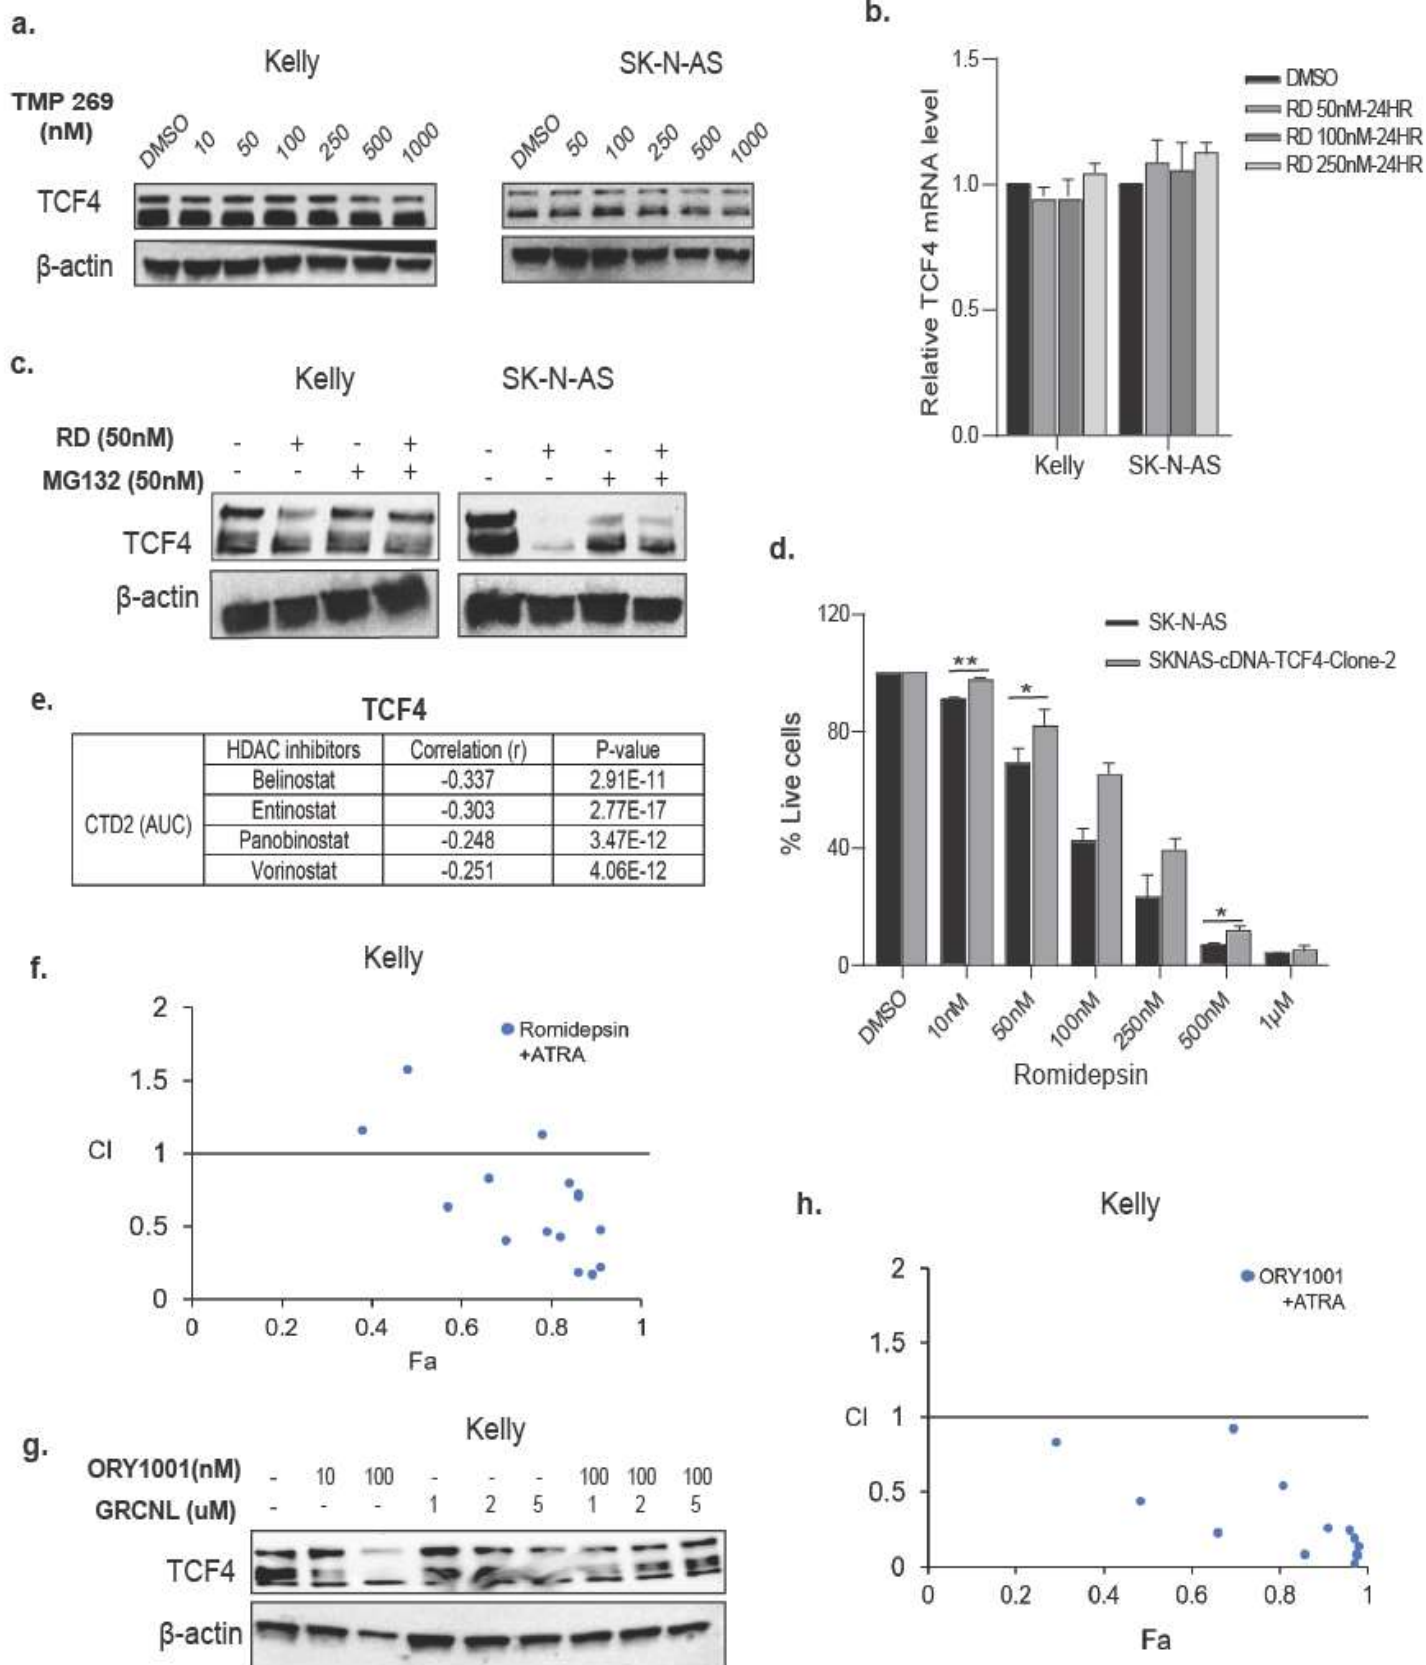 a.
Kelly
SK-N-AS
TMP 269
(nM)
DMSO 10 50 100 250 500 1000
DMSO 50 100 250 500 1000
TCF4
β-actin
b.
Relative TCF4 mRNA level
1.5
1.0
0.5
0.0
Kelly SK-N-AS
DMSO
RD 50nM-24HR
RD 100nM-24HR
RD 250nM-24HR
c.
Kelly
SK-N-AS
RD (50nM) - + - + - + - +
MG132 (50nM) - - + + - - + +
TCF4
β-actin
d.
SK-N-AS
SKNAS-cDNA-TCF4-Clone-2
% Live cells
120
80
40
0
** * *
DMSO 10nM 50nM 100nM 250nM 500nM 1µM
Romidepsin
e.
TCF4
HDAC inhibitors Correlation (r) P-value
CTD2 (AUC)
Belinostat -0.337 2.91E-11
Entinostat -0.303 2.77E-17
Panobinostat -0.248 3.47E-12
Vorinostat -0.251 4.06E-12
f.
Kelly
Romidepsin
+ATRA
CI
2
1.5
1
0.5
0
0 0.2 0.4 0.6 0.8 1
Fa
g.
Kelly
ORY1001(nM) - 10 100 - - - 100 100 100
GRCNL (uM) - - - 1 2 5 1 2 5
TCF4
β-actin
h.
Kelly
ORY1001
+ATRA
CI
2
1.5
1
0.5
0
0 0.2 0.4 0.6 0.8 1
Fa